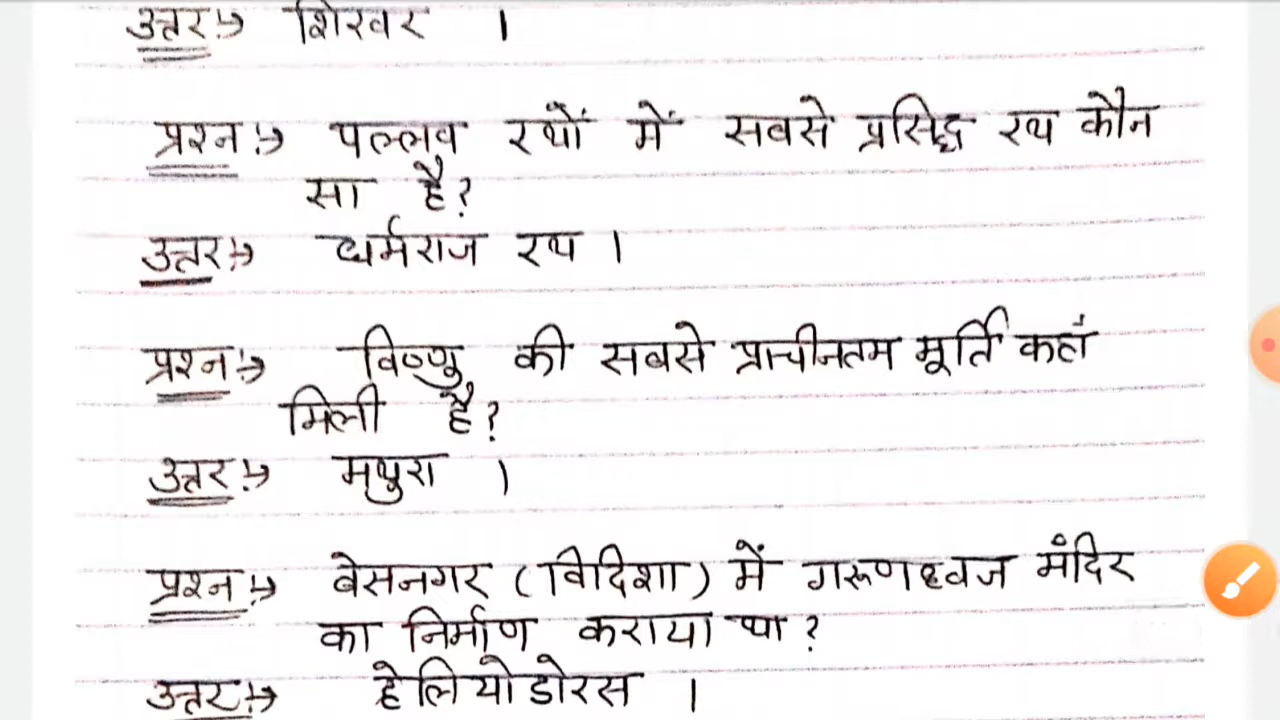 उत्तर:→ शिखर ।
प्रश्न:→ पल्लव रथों में सबसे प्रसिद्ध रथ कौन
सा है?
उत्तर:→ धर्मराज रथ ।
प्रश्न:→ विष्णु की सबसे प्राचीनतम मूर्ति कहां
मिली है?
उत्तर:→ मथुरा ।
प्रश्न:→ बेसनगर (विदिशा) में गरूणध्वज मंदिर
का निर्माण कराया था?
उत्तर:→ हेलियोडोरस ।